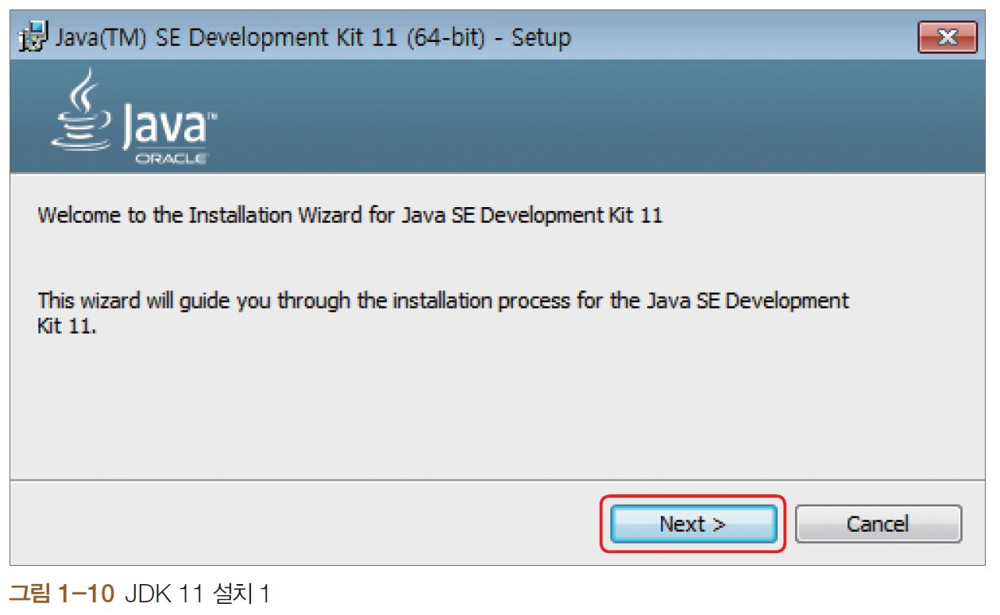 Java(TM) SE Development Kit 11 (64-bit) - Setup
Java™
ORACLE
Welcome to the Installation Wizard for Java SE Development Kit 11
This wizard will guide you through the installation process for the Java SE Development
Kit 11.
Next >
Cancel
그림 1-10 JDK 11 설치 1